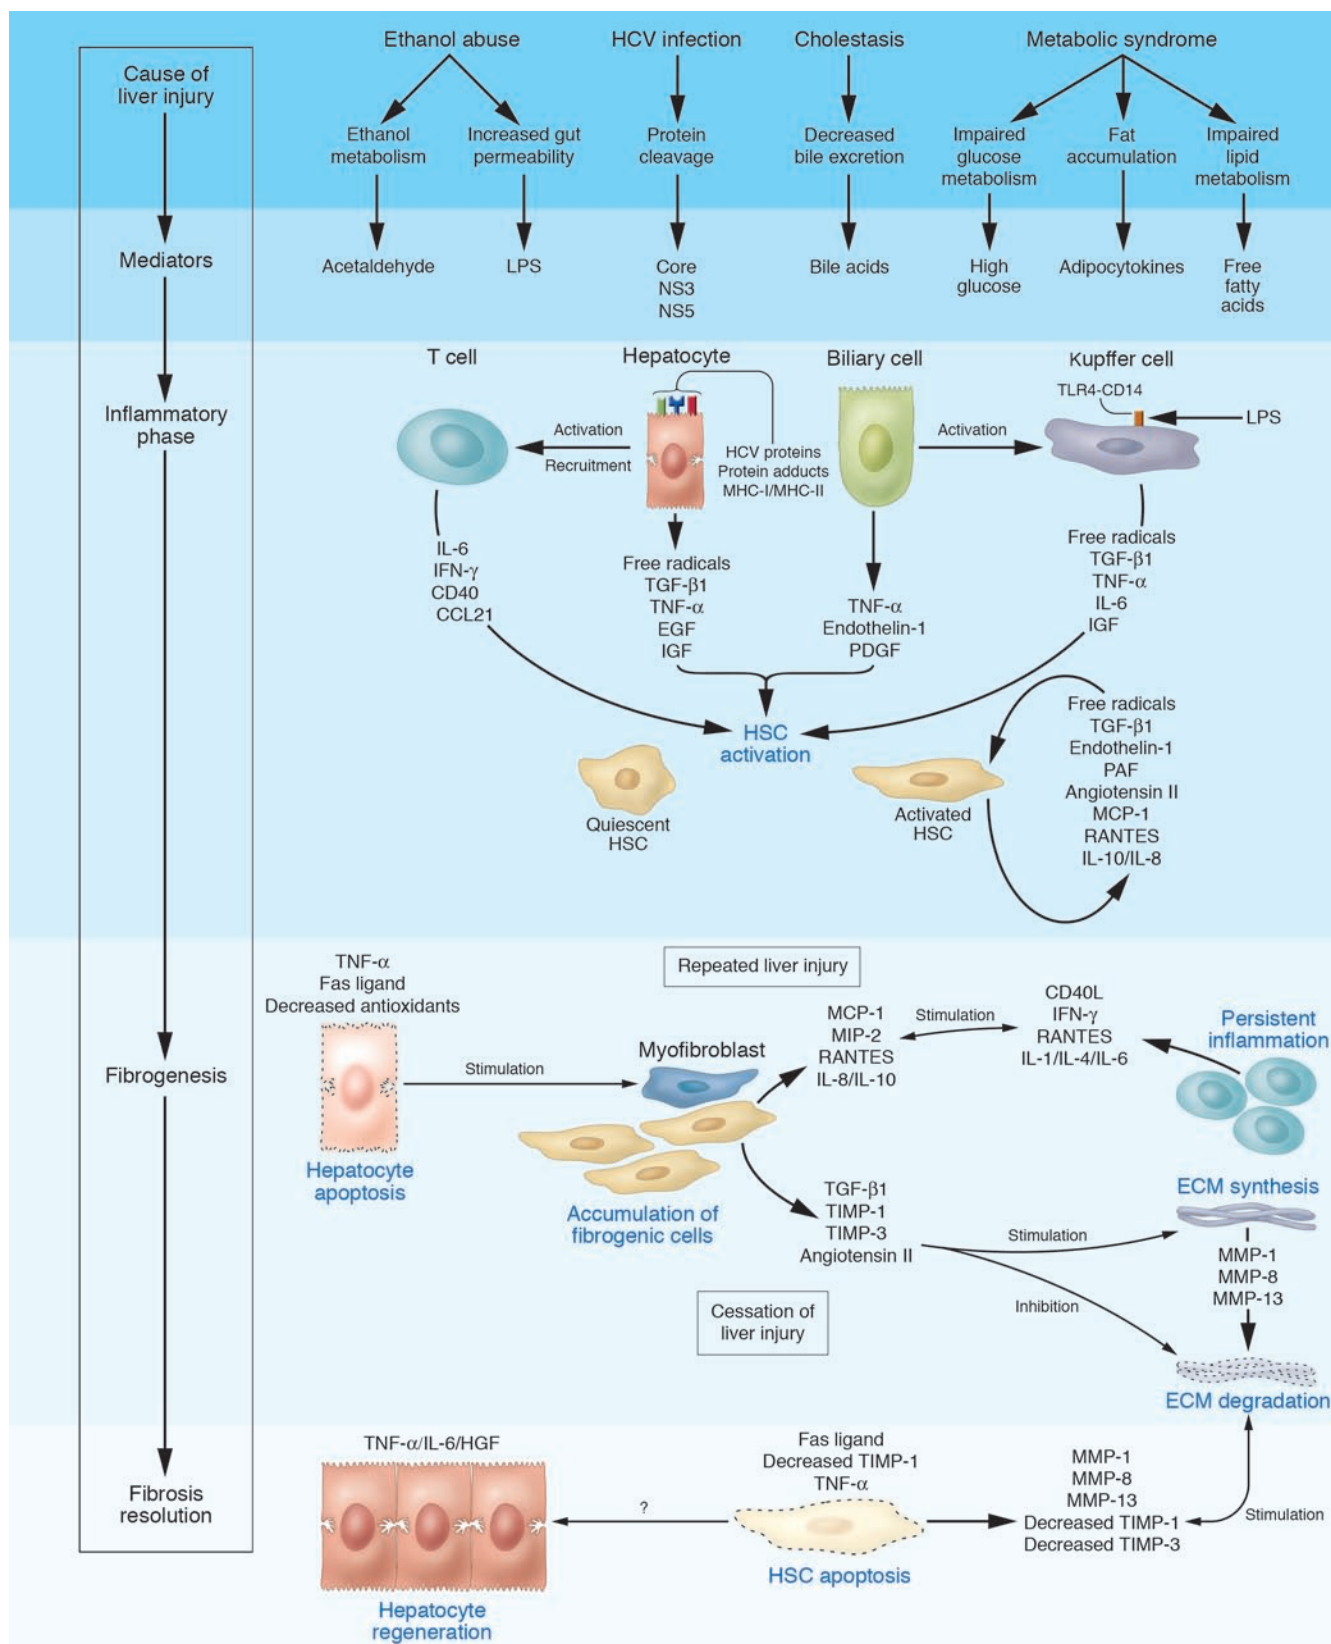 Cause of
liver injury
Mediators
Inflammatory
phase
Fibrogenesis
Fibrosis
resolution
Ethanol abuse
HCV infection
Cholestasis
Metabolic syndrome
Ethanol
metabolism
Increased gut
permeability
Protein
cleavage
Decreased
bile excretion
Impaired
glucose
metabolism
Fat
accumulation
Impaired
lipid
metabolism
Acetaldehyde
LPS
Core
NS3
NS5
Bile acids
High
glucose
Adipocytokines
Free
fatty
acids
T cell
Hepatocyte
Biliary cell
Kupffer cell
TLR4-CD14
LPS
Activation
Recruitment
HCV proteins
Protein adducts
MHC-I/MHC-II
Activation
IL-6
IFN-γ
CD40
CCL21
Free radicals
TGF-β1
TNF-α
EGF
IGF
TNF-α
Endothelin-1
PDGF
Free radicals
TGF-β1
TNF-α
IL-6
IGF
HSC
activation
Quiescent
HSC
Activated
HSC
Free radicals
TGF-β1
Endothelin-1
PAF
Angiotensin II
MCP-1
RANTES
IL-10/IL-8
Repeated liver injury
TNF-α
Fas ligand
Decreased antioxidants
Hepatocyte
apoptosis
Stimulation
Myofibroblast
Accumulation of
fibrogenic cells
MCP-1
MIP-2
RANTES
IL-8/IL-10
Stimulation
CD40L
IFN-γ
RANTES
IL-1/IL-4/IL-6
Persistent
inflammation
TGF-β1
TIMP-1
TIMP-3
Angiotensin II
Stimulation
Inhibition
ECM synthesis
MMP-1
MMP-8
MMP-13
ECM degradation
Cessation of
liver injury
TNF-α/IL-6/HGF
Hepatocyte
regeneration
?
Fas ligand
Decreased TIMP-1
TNF-α
HSC apoptosis
MMP-1
MMP-8
MMP-13
Decreased TIMP-1
Decreased TIMP-3
Stimulation